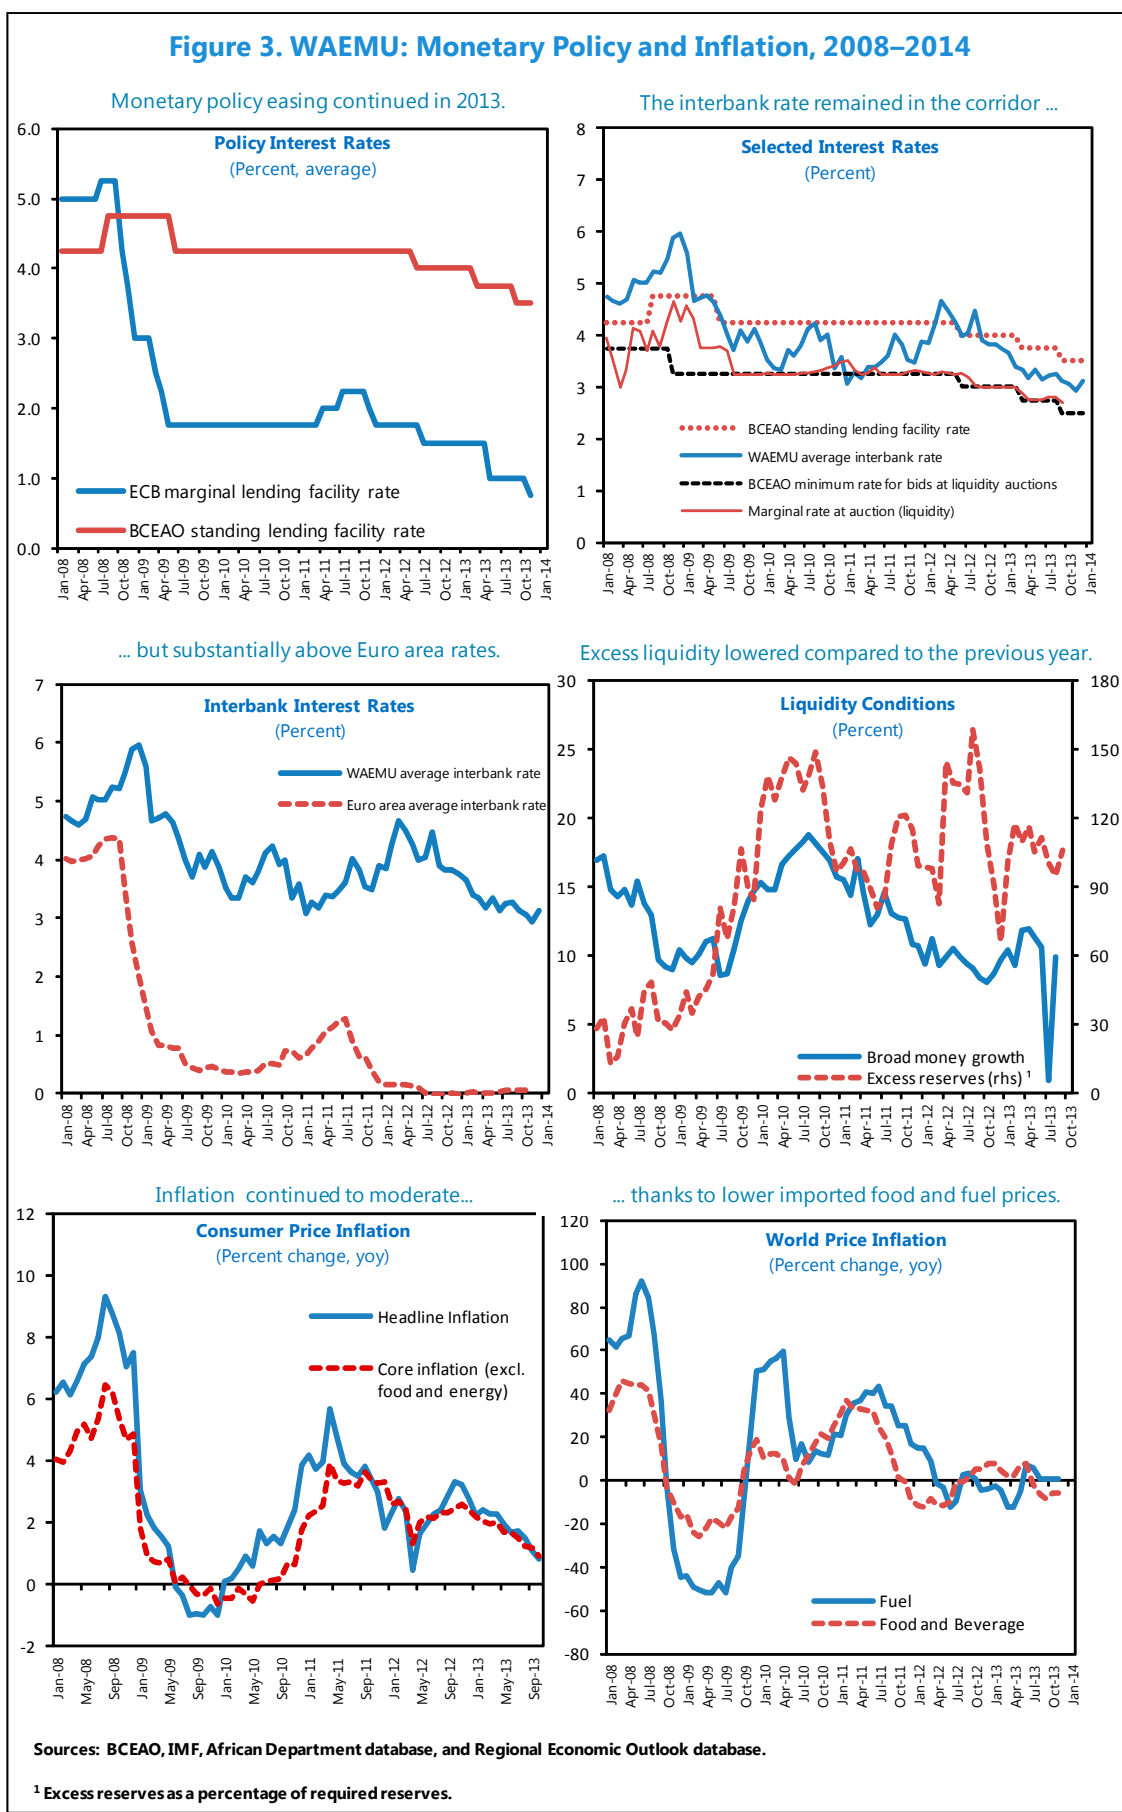 Figure 3. WAEMU: Monetary Policy and Inflation, 2008–2014
Monetary policy easing continued in 2013.
Policy Interest Rates
(Percent, average)
6.0
5.0
4.0
3.0
2.0
1.0
0.0
ECB marginal lending facility rate
BCEAO standing lending facility rate
Jan-08 Apr-08 Jul-08 Oct-08 Jan-09 Apr-09 Jul-09 Oct-09 Jan-10 Apr-10 Jul-10 Oct-10 Jan-11 Apr-11 Jul-11 Oct-11 Jan-12 Apr-12 Jul-12 Oct-12 Jan-13 Apr-13 Jul-13 Oct-13 Jan-14
The interbank rate remained in the corridor ...
Selected Interest Rates
(Percent)
8
7
6
5
4
3
2
1
0
BCEAO standing lending facility rate
WAEMU average interbank rate
BCEAO minimum rate for bids at liquidity auctions
Marginal rate at auction (liquidity)
Jan-08 Apr-08 Jul-08 Oct-08 Jan-09 Apr-09 Jul-09 Oct-09 Jan-10 Apr-10 Jul-10 Oct-10 Jan-11 Apr-11 Jul-11 Oct-11 Jan-12 Apr-12 Jul-12 Oct-12 Jan-13 Apr-13 Jul-13 Oct-13 Jan-14
... but substantially above Euro area rates.
Interbank Interest Rates
(Percent)
7
6
5
4
3
2
1
0
WAEMU average interbank rate
Euro area average interbank rate
Jan-08 Apr-08 Jul-08 Oct-08 Jan-09 Apr-09 Jul-09 Oct-09 Jan-10 Apr-10 Jul-10 Oct-10 Jan-11 Apr-11 Jul-11 Oct-11 Jan-12 Apr-12 Jul-12 Oct-12 Jan-13 Apr-13 Jul-13 Oct-13 Jan-14
Excess liquidity lowered compared to the previous year.
Liquidity Conditions
(Percent)
30
25
20
15
10
5
0
180
150
120
90
60
30
0
Broad money growth
Excess reserves (rhs) ¹
Jan-08 Apr-08 Jul-08 Oct-08 Jan-09 Apr-09 Jul-09 Oct-09 Jan-10 Apr-10 Jul-10 Oct-10 Jan-11 Apr-11 Jul-11 Oct-11 Jan-12 Apr-12 Jul-12 Oct-12 Jan-13 Apr-13 Jul-13 Oct-13
Inflation continued to moderate...
Consumer Price Inflation
(Percent change, yoy)
12
10
8
6
4
2
0
-2
Headline Inflation
Core inflation (excl.
food and energy)
Jan-08 May-08 Sep-08 Jan-09 May-09 Sep-09 Jan-10 May-10 Sep-10 Jan-11 May-11 Sep-11 Jan-12 May-12 Sep-12 Jan-13 May-13 Sep-13
... thanks to lower imported food and fuel prices.
World Price Inflation
(Percent change, yoy)
120
100
80
60
40
20
0
-20
-40
-60
-80
Fuel
Food and Beverage
Jan-08 Apr-08 Jul-08 Oct-08 Jan-09 Apr-09 Jul-09 Oct-09 Jan-10 Apr-10 Jul-10 Oct-10 Jan-11 Apr-11 Jul-11 Oct-11 Jan-12 Apr-12 Jul-12 Oct-12 Jan-13 Apr-13 Jul-13 Oct-13 Jan-14
Sources: BCEAO, IMF, African Department database, and Regional Economic Outlook database.
¹ Excess reserves as a percentage of required reserves.